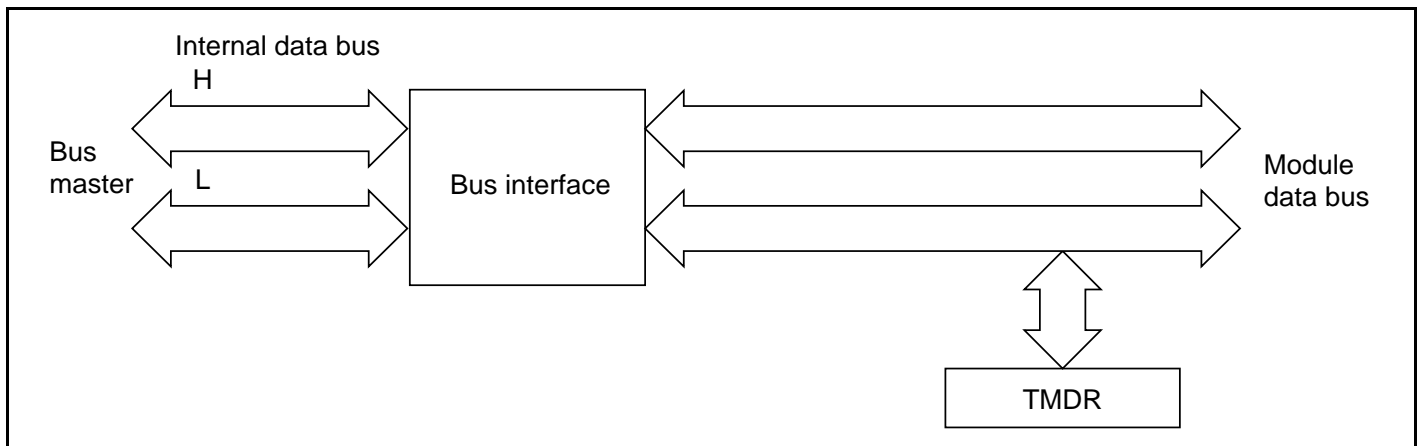 Internal data bus
H
Bus
master
L
Bus interface
Module
data bus
TMDR